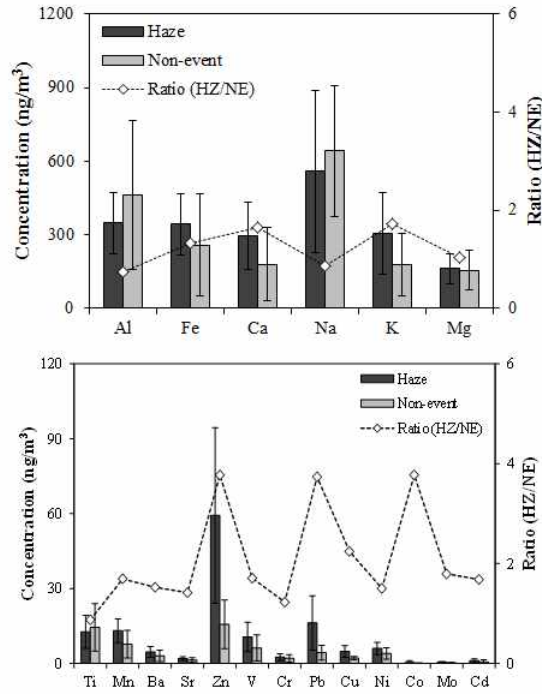 1200
900
600
300
0
Concentration (ng/m³)
Haze
Non-event
Ratio (HZ/NE)
6
4
2
0
Ratio (HZ/NE)
Al Fe Ca Na K Mg
120
90
60
30
0
Concentration (ng/m³)
Haze
Non-event
Ratio (HZ/NE)
6
4
2
0
Ratio (HZ/NE)
Ti Mn Ba Sr Zn V Cr Pb Cu Ni Co Mo Cd